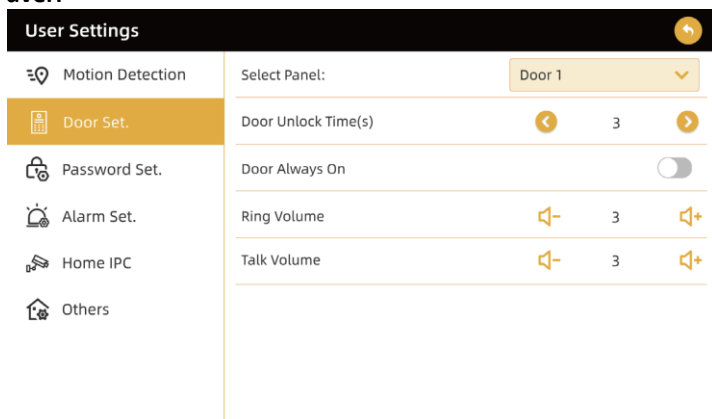 User Settings
Motion Detection
Door Set.
Password Set.
Alarm Set.
Home IPC
Others
Select Panel: Door 1
Door Unlock Time(s) 3
Door Always On
Ring Volume 3
Talk Volume 3